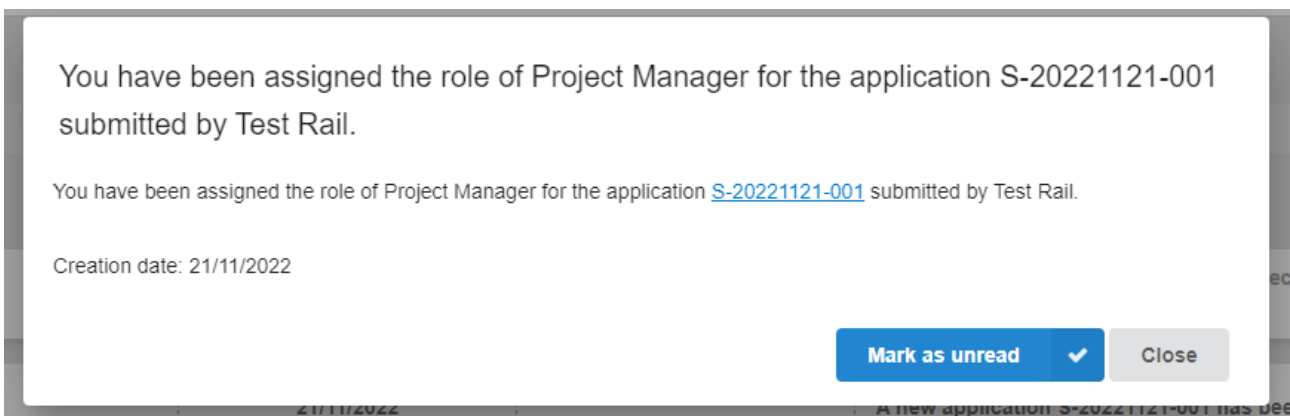 You have been assigned the role of Project Manager for the application S-20221121-001
submitted by Test Rail.
You have been assigned the role of Project Manager for the application S-20221121-001 submitted by Test Rail.
Creation date: 21/11/2022
ec
Mark as unread
Close
21/11/2022
A new application S-20221121-001 has bee